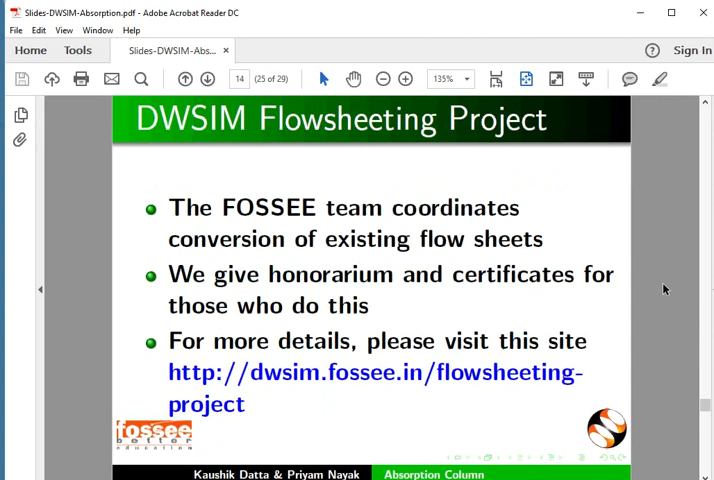 Slides-DWSIM-Absorption.pdf - Adobe Acrobat Reader DC
File Edit View Window Help
Home Tools Slides-DWSIM-Abs... × ? Sign In
14 (25 of 29) 135%
DWSIM Flowsheeting Project
The FOSSEE team coordinates
conversion of existing flow sheets
We give honorarium and certificates for
those who do this
For more details, please visit this site
http://dwsim.fossee.in/flowsheeting-
project
fossee
better
education
Kaushik Datta & Priyam Nayak Absorption Column